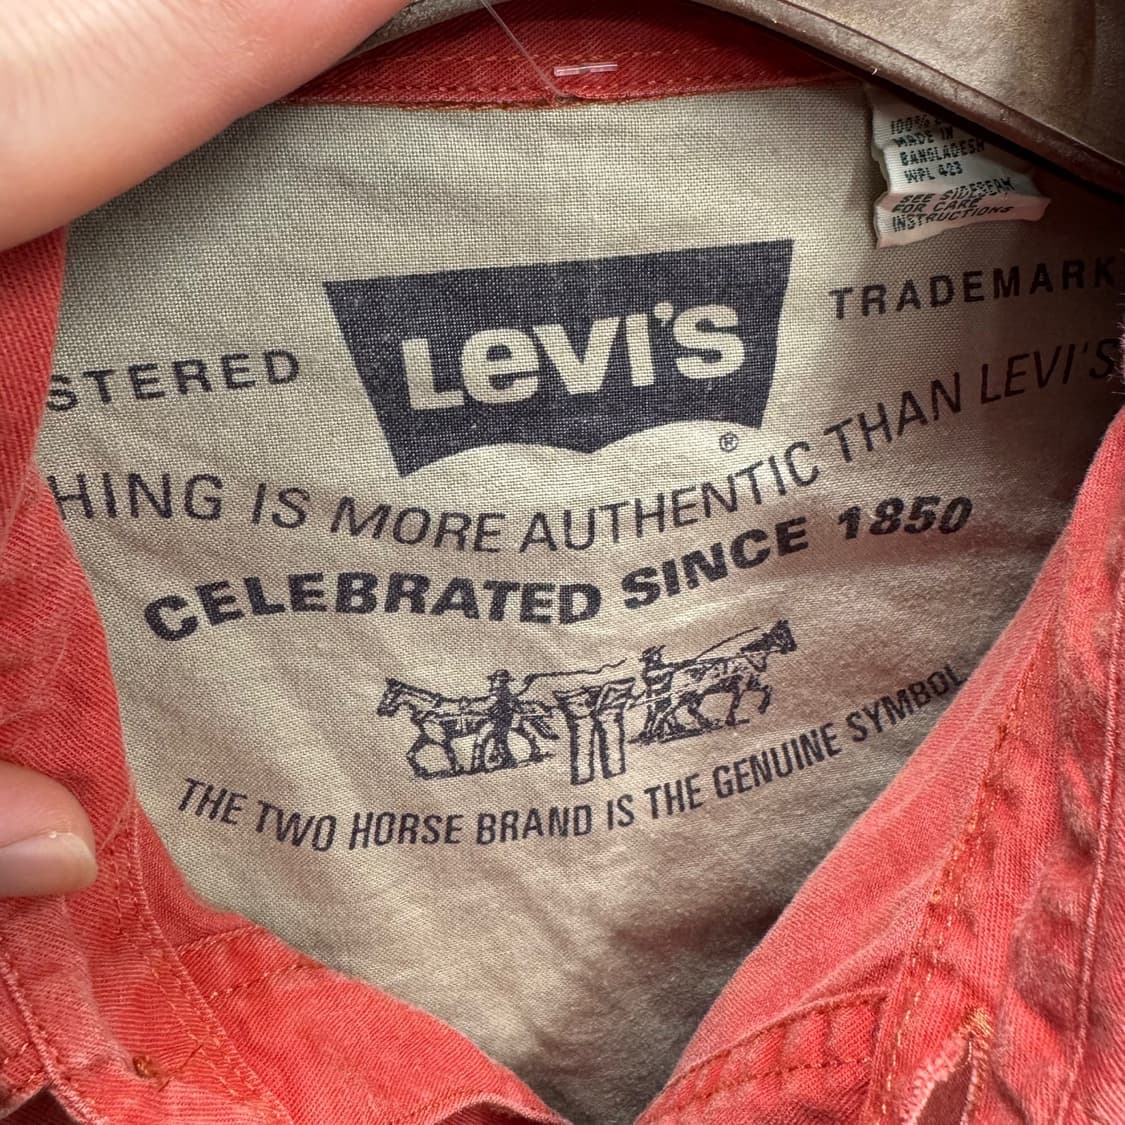 100%
MADE IN
BANGLADESH
WPL 423
SEE SIDESEAM
FOR CARE
INSTRUCTIONS
STERED LEVI'S ® TRADEMARK
HING IS MORE AUTHENTIC THAN LEVI'S
CELEBRATED SINCE 1850
THE TWO HORSE BRAND IS THE GENUINE SYMBOL